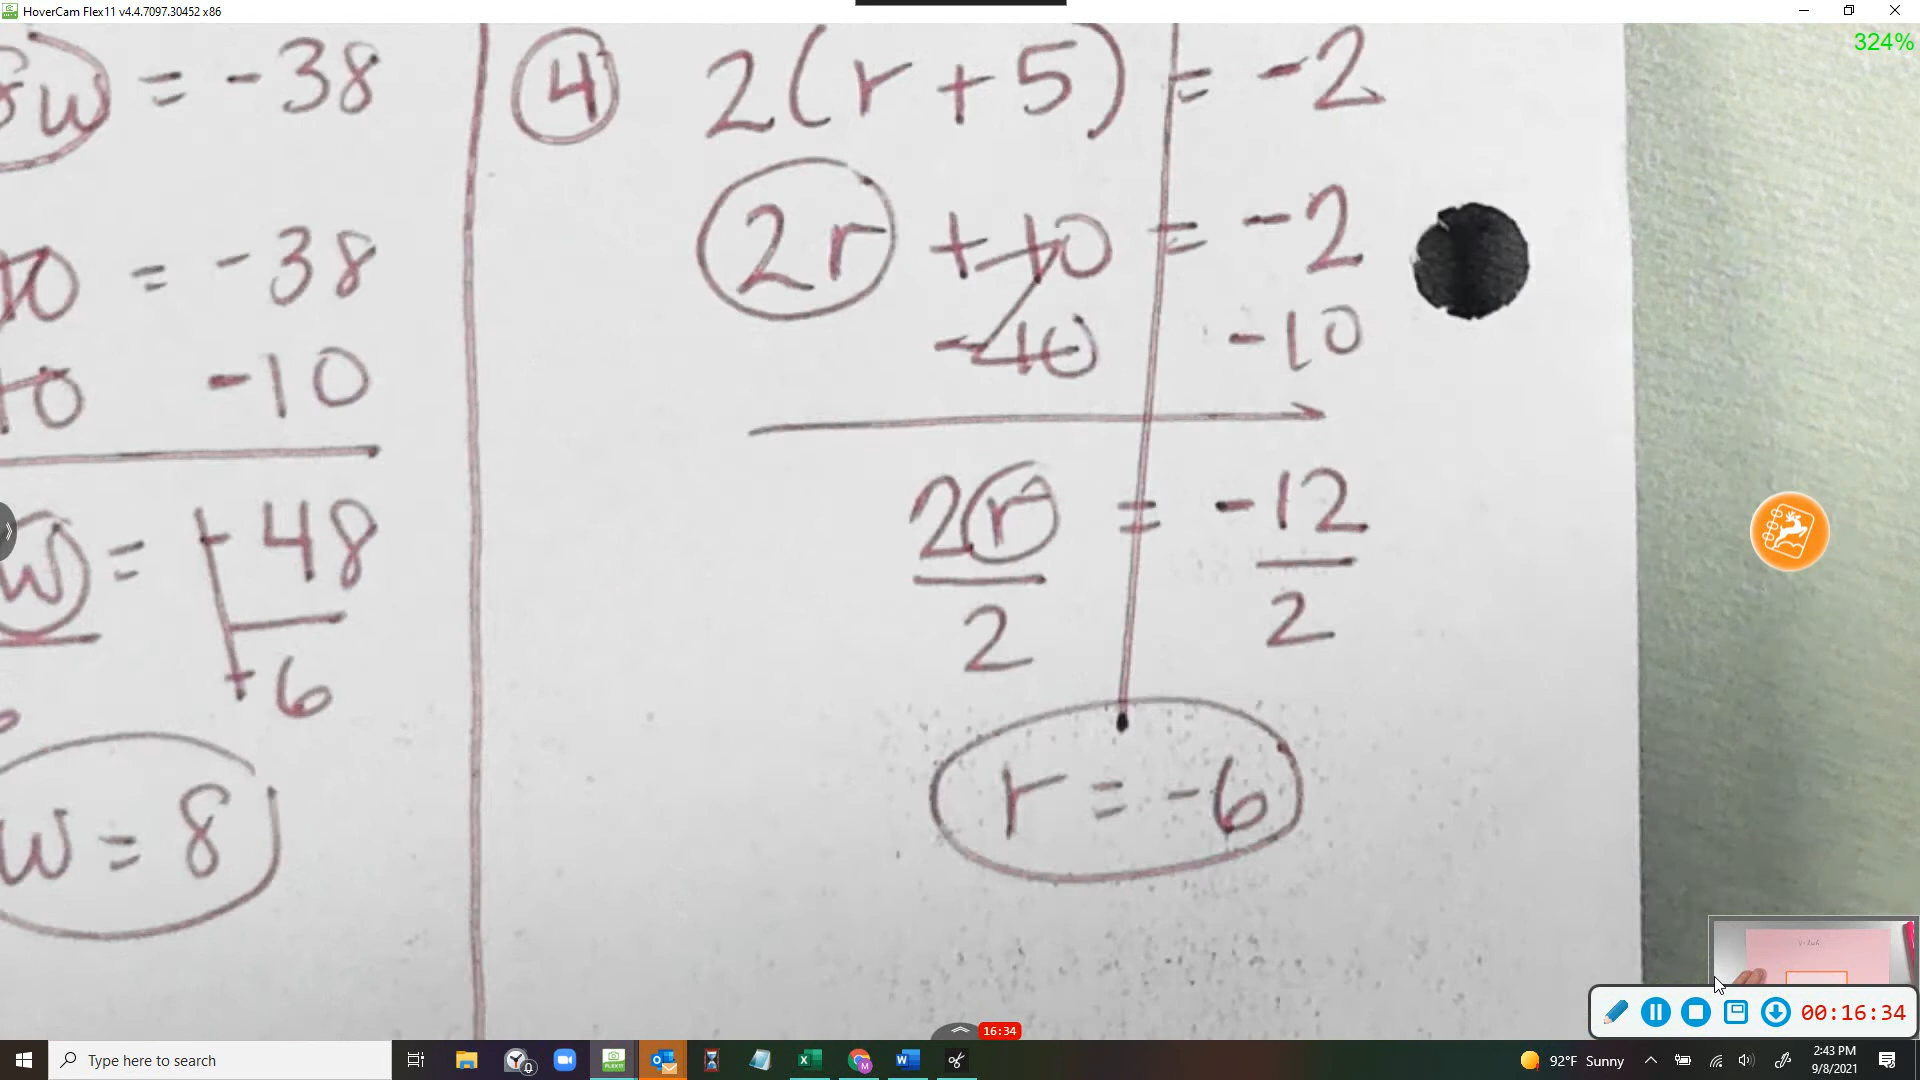 HoverCam Flex11 v4.4.7097.30452 x86
324%
w = -38
10 = -38
10 -10
w = -48
-6
w = 8
4 2(r + 5) = -2
2r + 10 = -2
-10 -10
2r = -12
2 2
r = -6
00:16:34
16:34
Type here to search
92°F Sunny
2:43 PM
9/8/2021